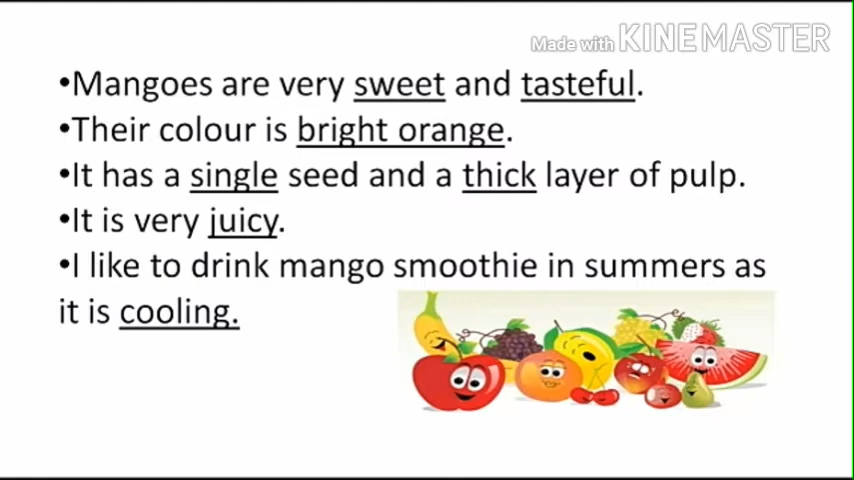 Made with KINEMASTER
•Mangoes are very sweet and tasteful.
•Their colour is bright orange.
•It has a single seed and a thick layer of pulp.
•It is very juicy.
•I like to drink mango smoothie in summers as
it is cooling.